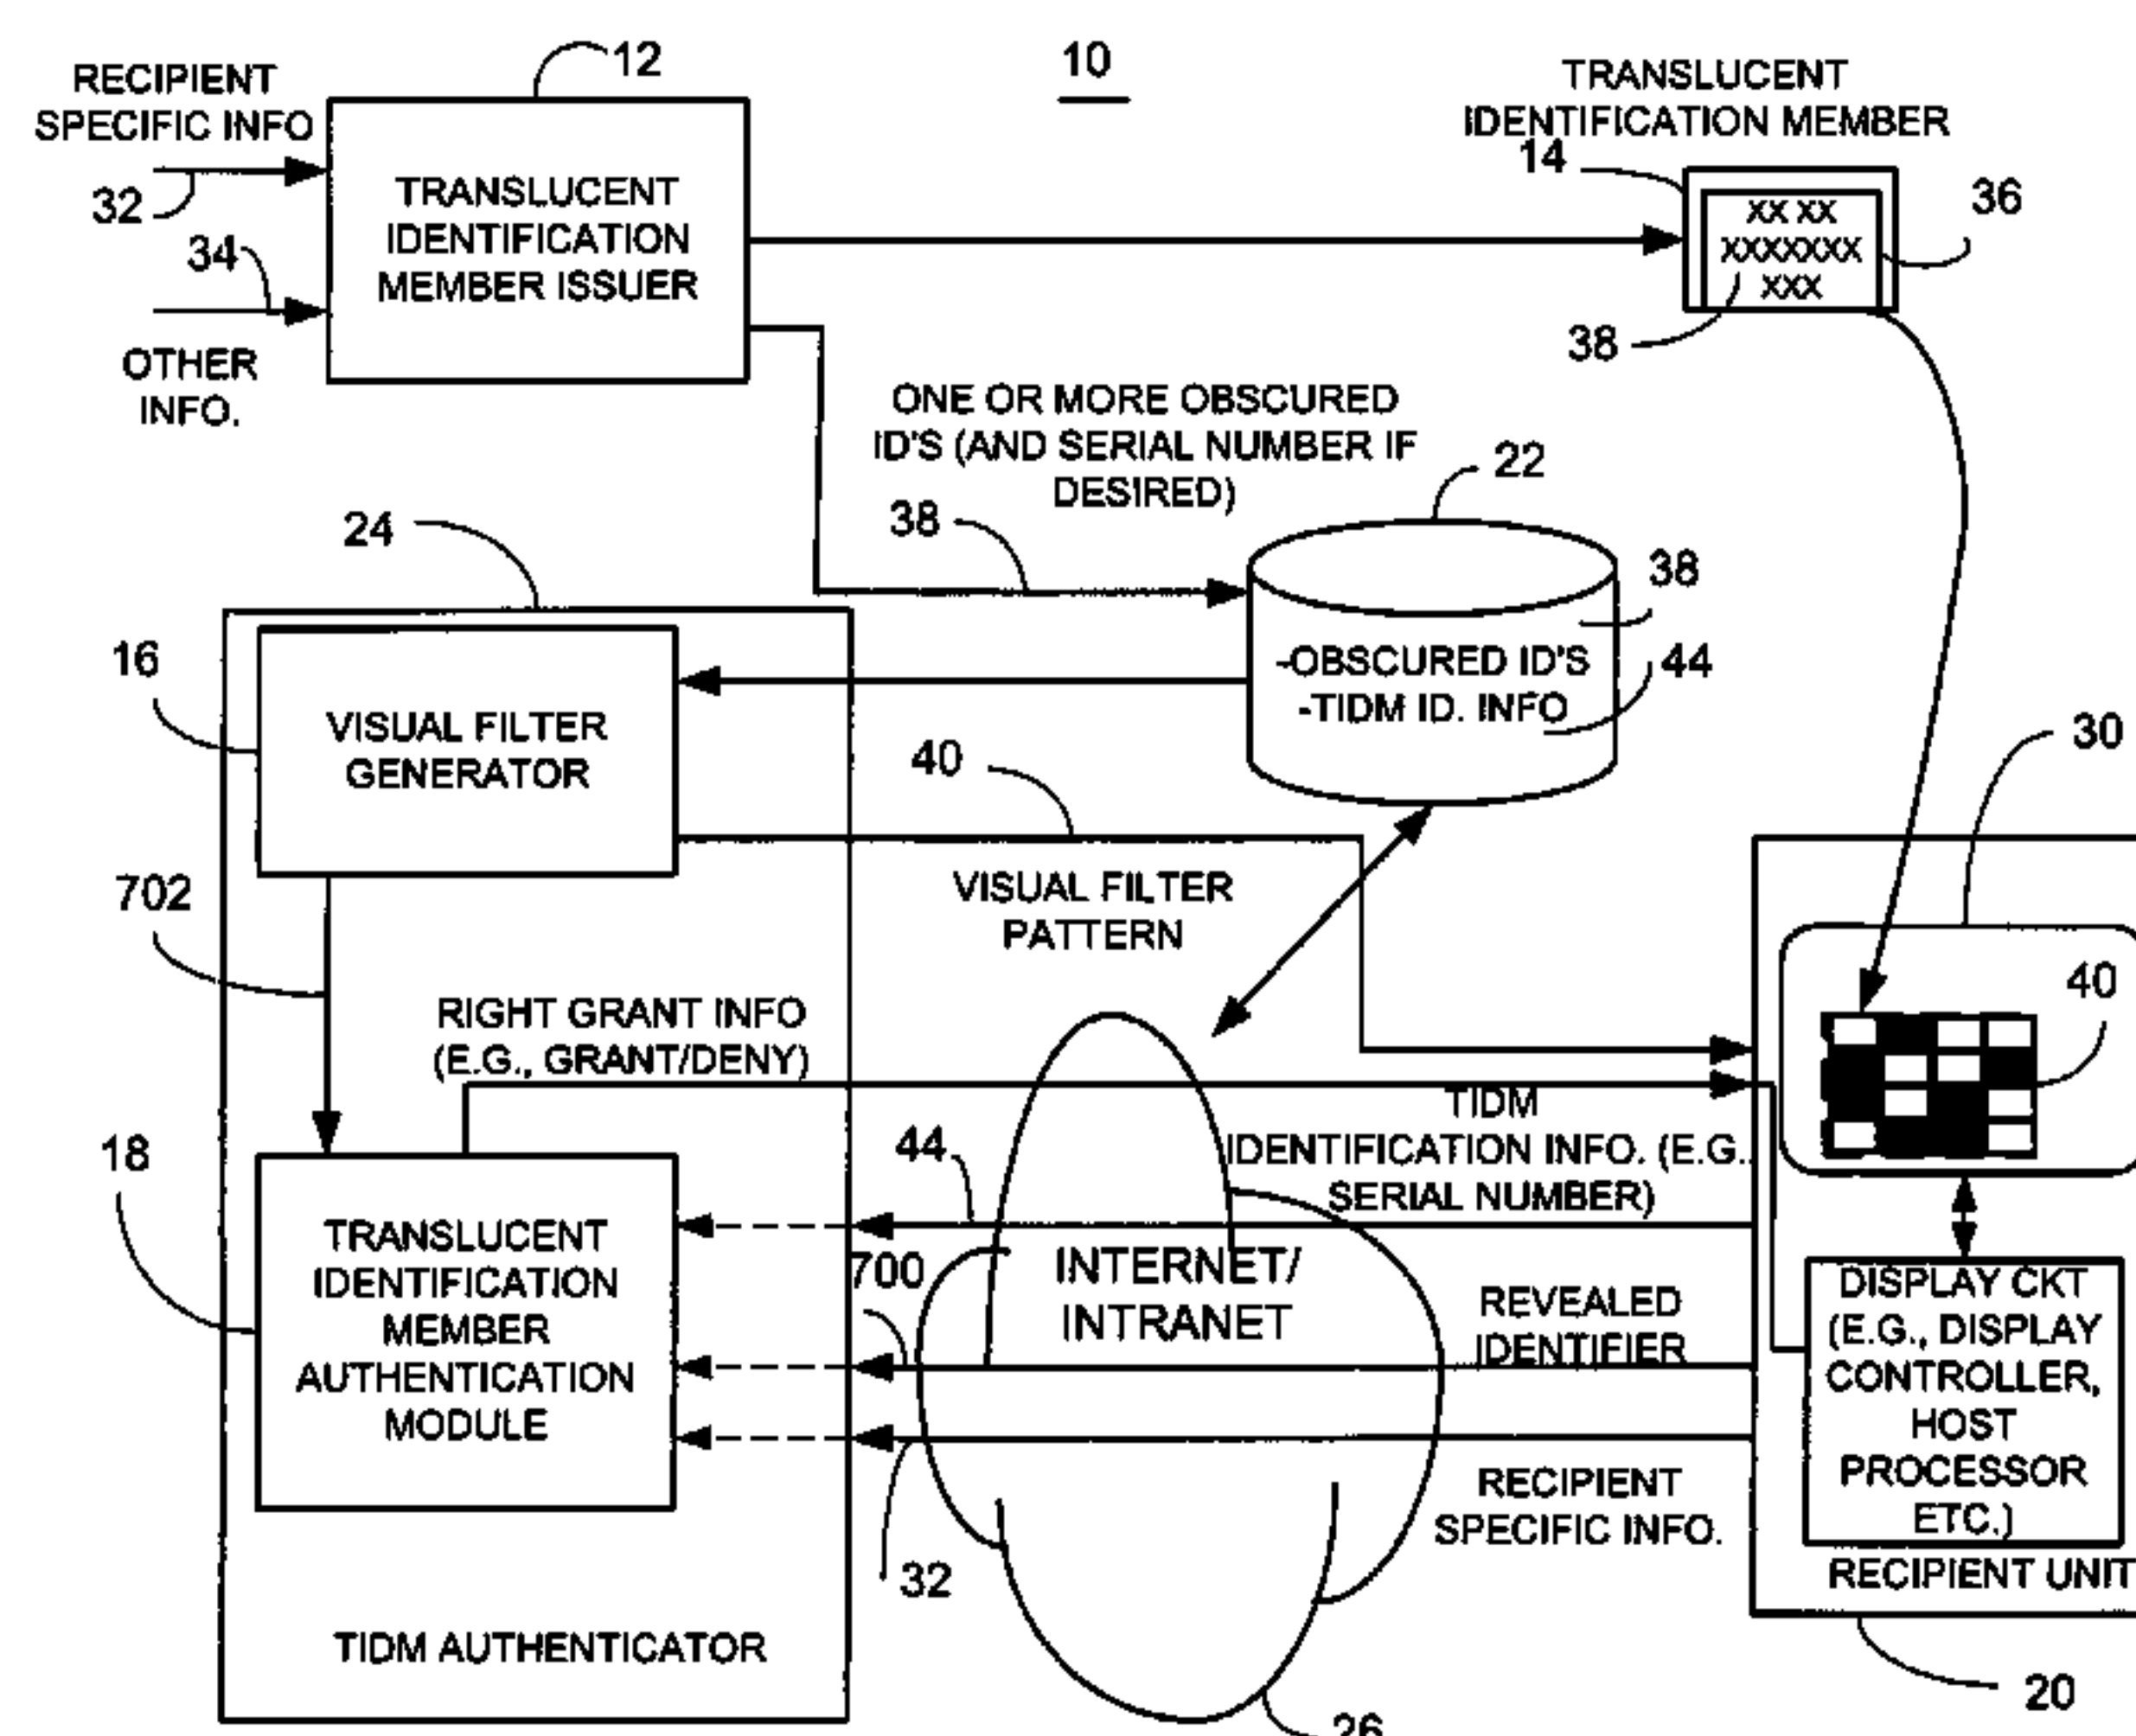 12
10
RECIPIENT
SPECIFIC INFO
TRANSLUCENT
IDENTIFICATION MEMBER
14
32
34
TRANSLUCENT
IDENTIFICATION
MEMBER ISSUER
XX XX
XXXXXXX
XXX
36
38
OTHER
INFO.
ONE OR MORE OBSCURED
ID'S (AND SERIAL NUMBER IF
DESIRED)
38
22
24
38
-OBSCURED ID'S
-TIDM ID. INFO
44
16
VISUAL FILTER
GENERATOR
40
30
VISUAL FILTER
PATTERN
702
40
RIGHT GRANT INFO
(E.G., GRANT/DENY)
TIDM
IDENTIFICATION INFO. (E.G.,
SERIAL NUMBER)
44
18
TRANSLUCENT
IDENTIFICATION
MEMBER
AUTHENTICATION
MODULE
700
INTERNET/
INTRANET
REVEALED
IDENTIFIER
DISPLAY CKT
(E.G., DISPLAY
CONTROLLER,
HOST
PROCESSOR
ETC.)
RECIPIENT
SPECIFIC INFO.
32
RECIPIENT UNIT
TIDM AUTHENTICATOR
20
26